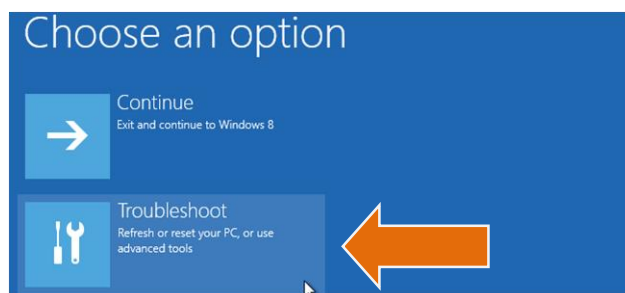 Choose an option
Continue
Exit and continue to Windows 8
Troubleshoot
Refresh or reset your PC, or use
advanced tools